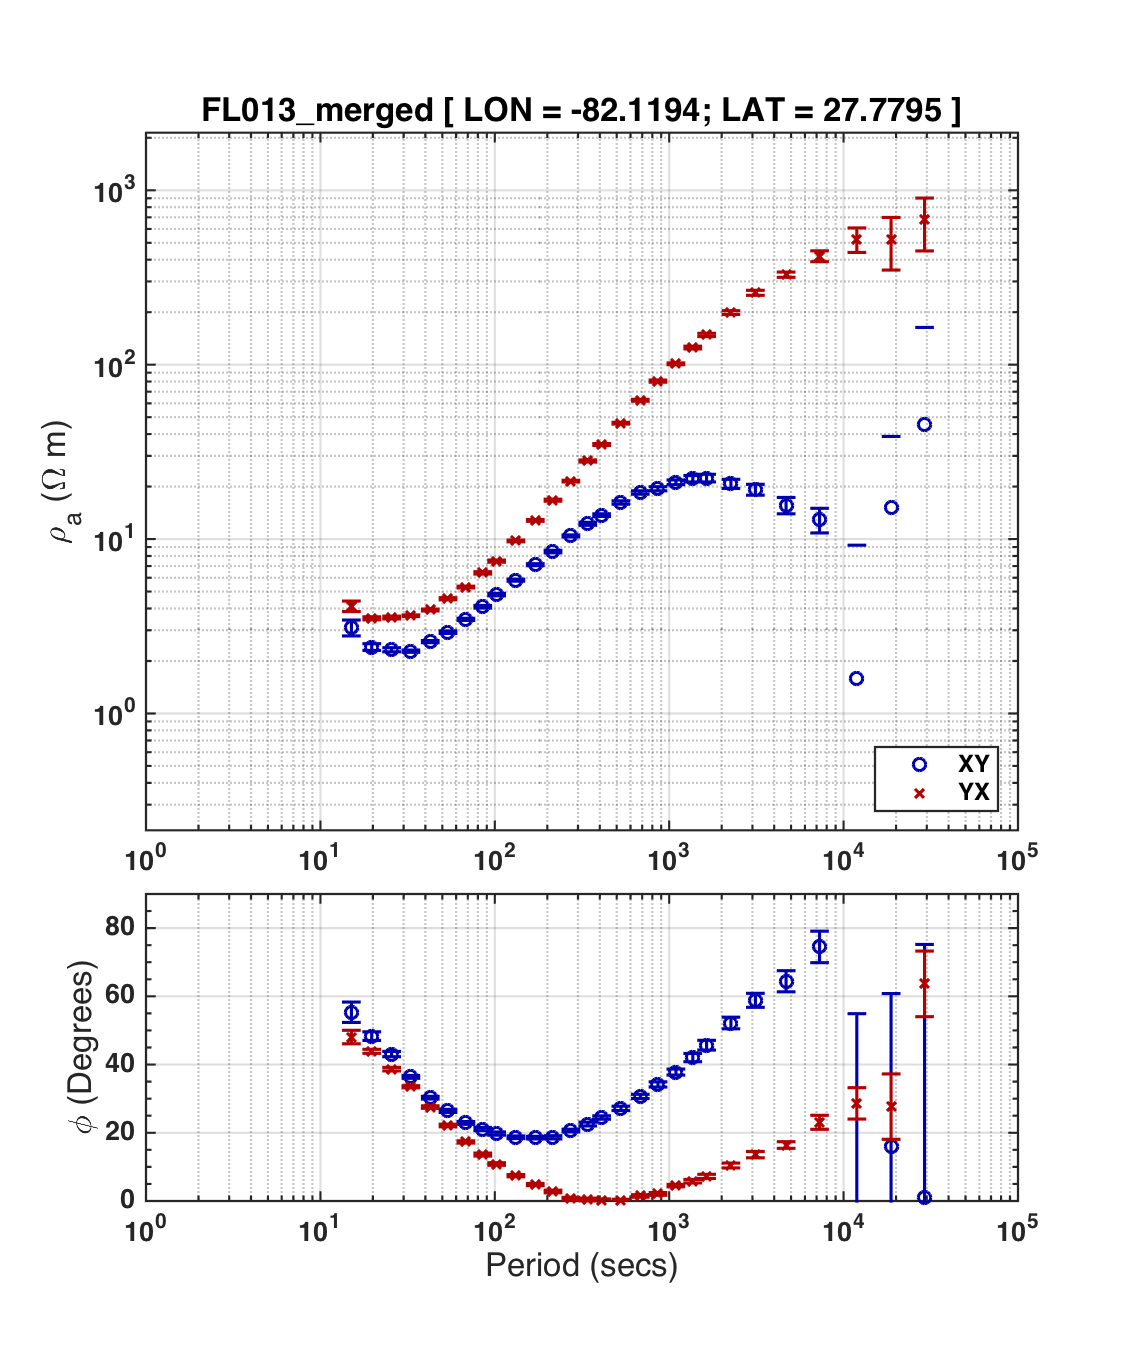 FL013_merged [ LON = -82.1194; LAT = 27.7795 ]
ρa (Ω m)
10³
10²
10¹
10⁰
XY
YX
10⁰ 10¹ 10² 10³ 10⁴ 10⁵
ϕ (Degrees)
80
60
40
20
0
10⁰ 10¹ 10² 10³ 10⁴ 10⁵
Period (secs)